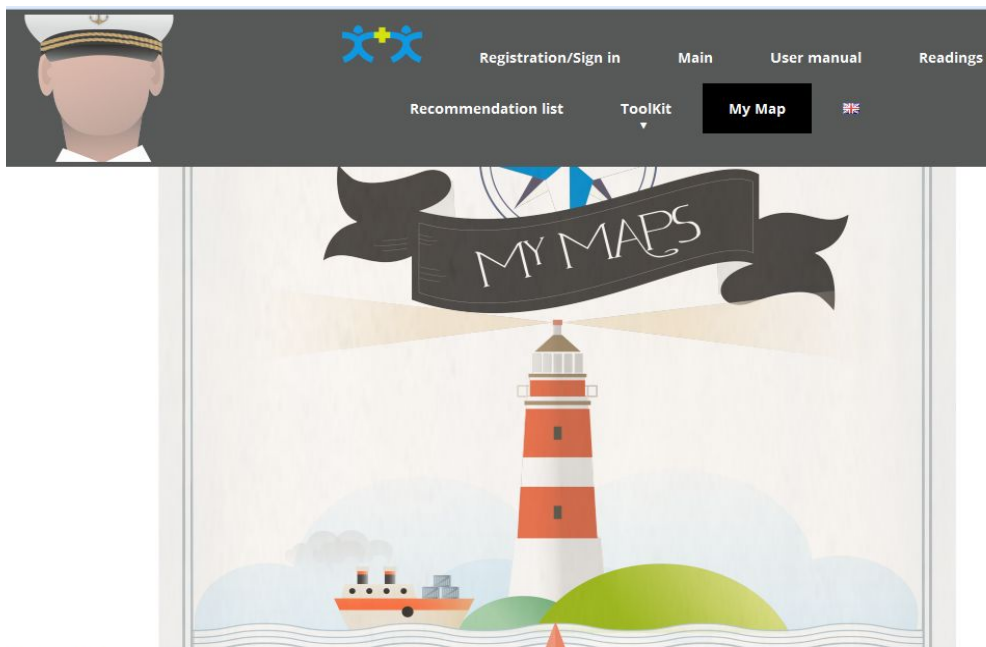 Registration/Sign in Main User manual Readings
Recommendation list ToolKit My Map
MY MAPS